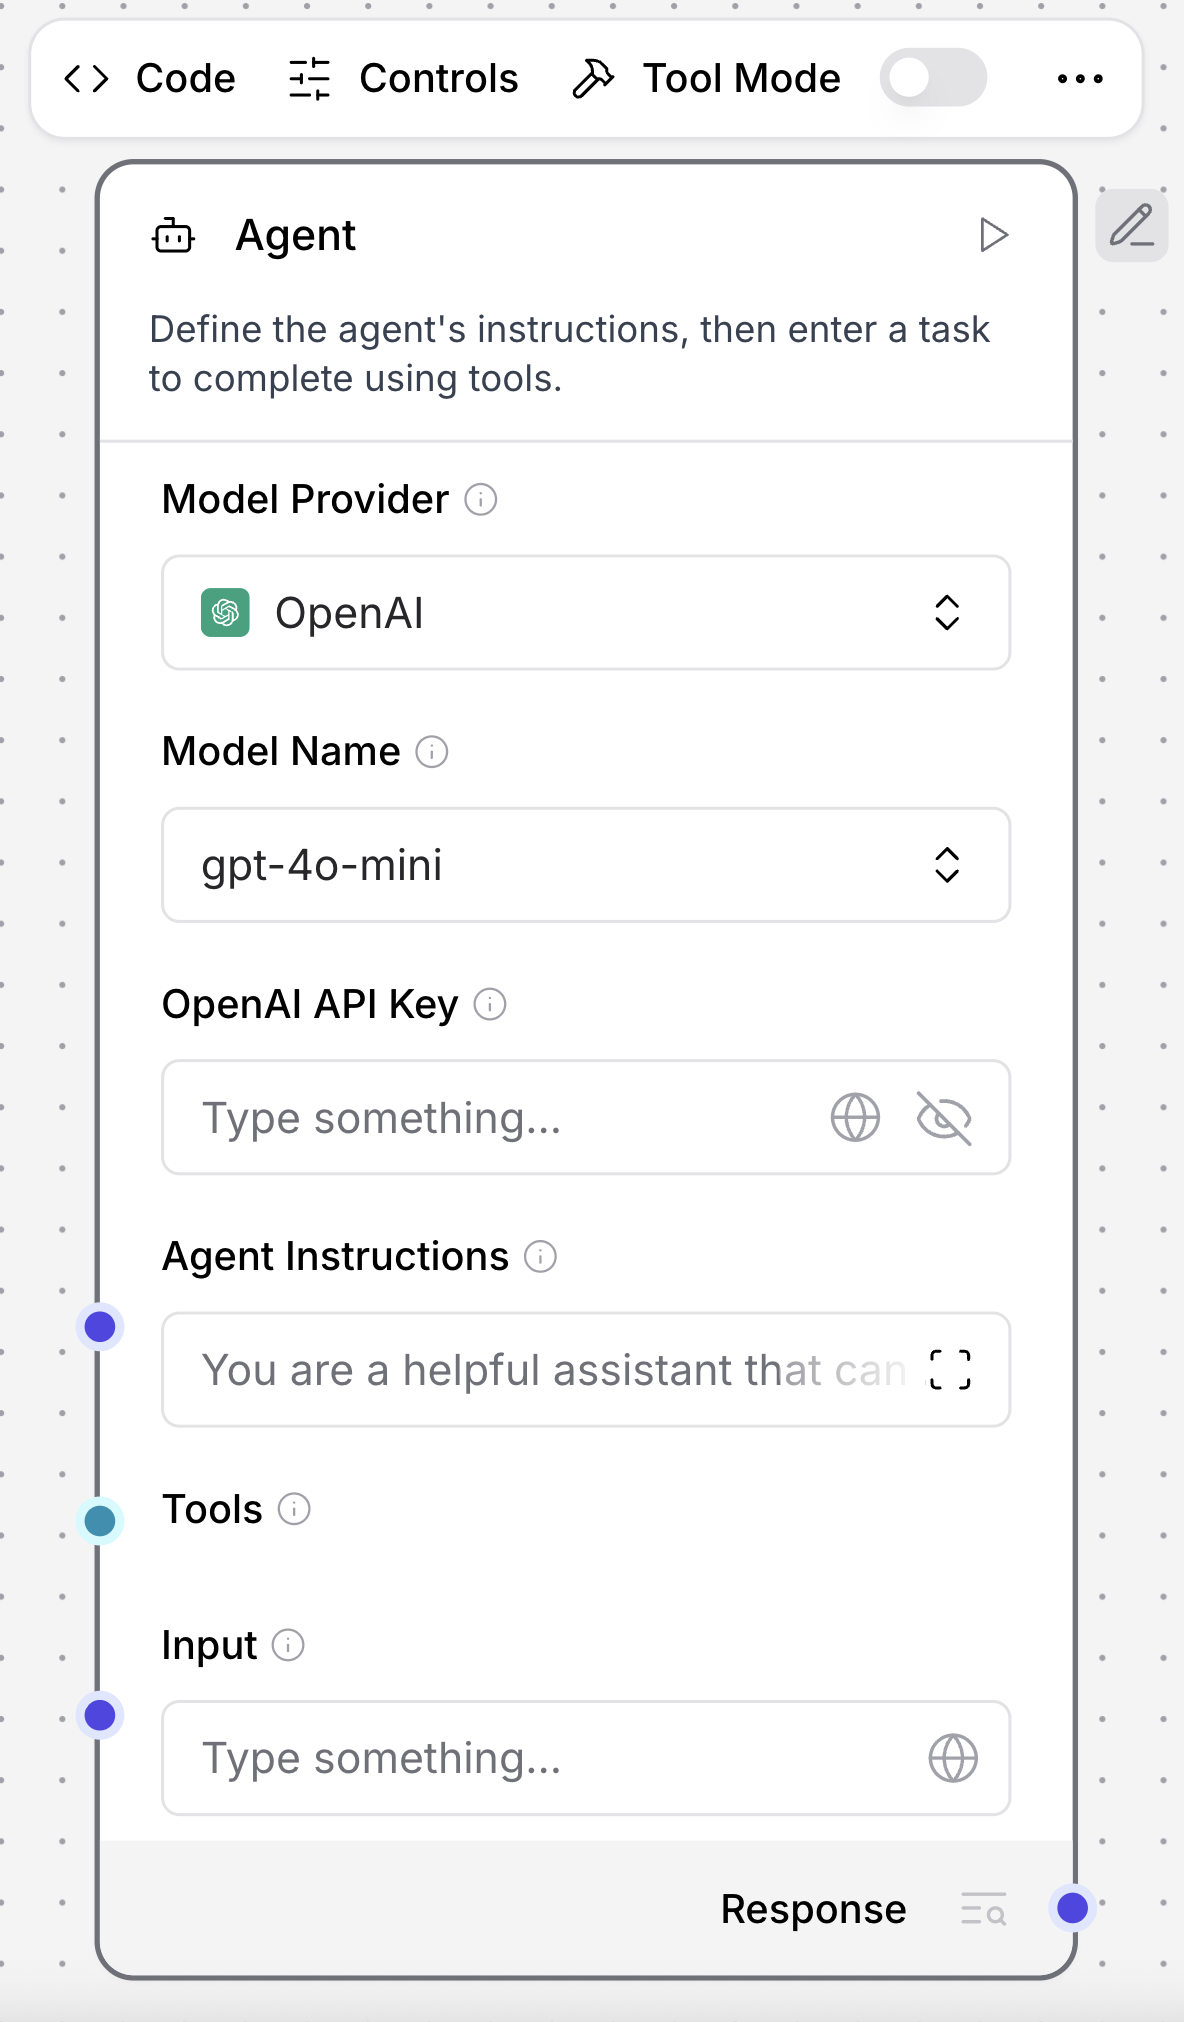 Code Controls Tool Mode
Agent
Define the agent's instructions, then enter a task
to complete using tools.
Model Provider
OpenAI
Model Name
gpt-4o-mini
OpenAI API Key
Type something...
Agent Instructions
You are a helpful assistant that can
Tools
Input
Type something...
Response